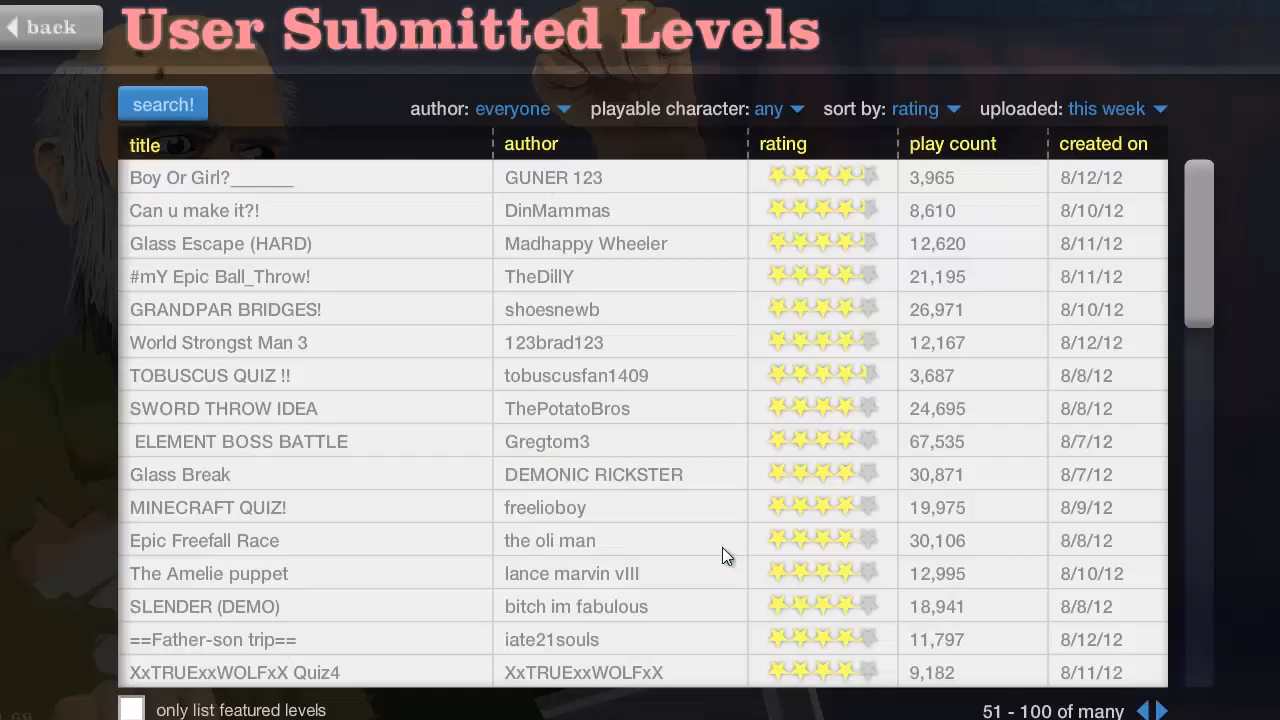 back
User Submitted Levels
search!
author: everyone playable character: any sort by: rating uploaded: this week
title author rating play count created on
Boy Or Girl?_______ GUNER 123 3,965 8/12/12
Can u make it?! DinMammas 8,610 8/10/12
Glass Escape (HARD) Madhappy Wheeler 12,620 8/11/12
#mY Epic Ball_Throw! TheDillY 21,195 8/11/12
GRANDPAR BRIDGES! shoesnewb 26,971 8/10/12
World Strongst Man 3 123brad123 12,167 8/12/12
TOBUSCUS QUIZ !! tobuscusfan1409 3,687 8/8/12
SWORD THROW IDEA ThePotatoBros 24,695 8/8/12
ELEMENT BOSS BATTLE Gregtom3 67,535 8/7/12
Glass Break DEMONIC RICKSTER 30,871 8/7/12
MINECRAFT QUIZ! freelioboy 19,975 8/9/12
Epic Freefall Race the oli man 30,106 8/8/12
The Amelie puppet lance marvin vIII 12,995 8/10/12
SLENDER (DEMO) bitch im fabulous 18,941 8/8/12
==Father-son trip== iate21souls 11,797 8/12/12
XxTRUExxWOLFxX Quiz4 XxTRUExxWOLFxX 9,182 8/11/12
only list featured levels 51 - 100 of many